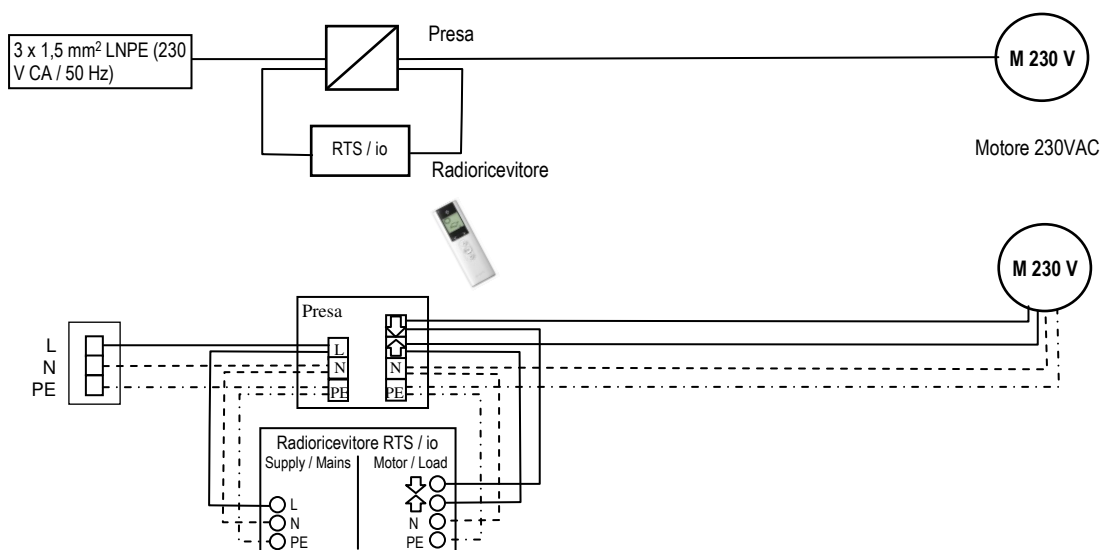 3 x 1,5 mm² LNPE (230
V CA / 50 Hz)
Presa
M 230 V
RTS / io
Radioricevitore
Motore 230VAC
M 230 V
Presa
L
N
PE
L
N
PE
N
PE
Radioricevitore RTS / io
Supply / Mains
Motor / Load
L
N
PE
N
PE